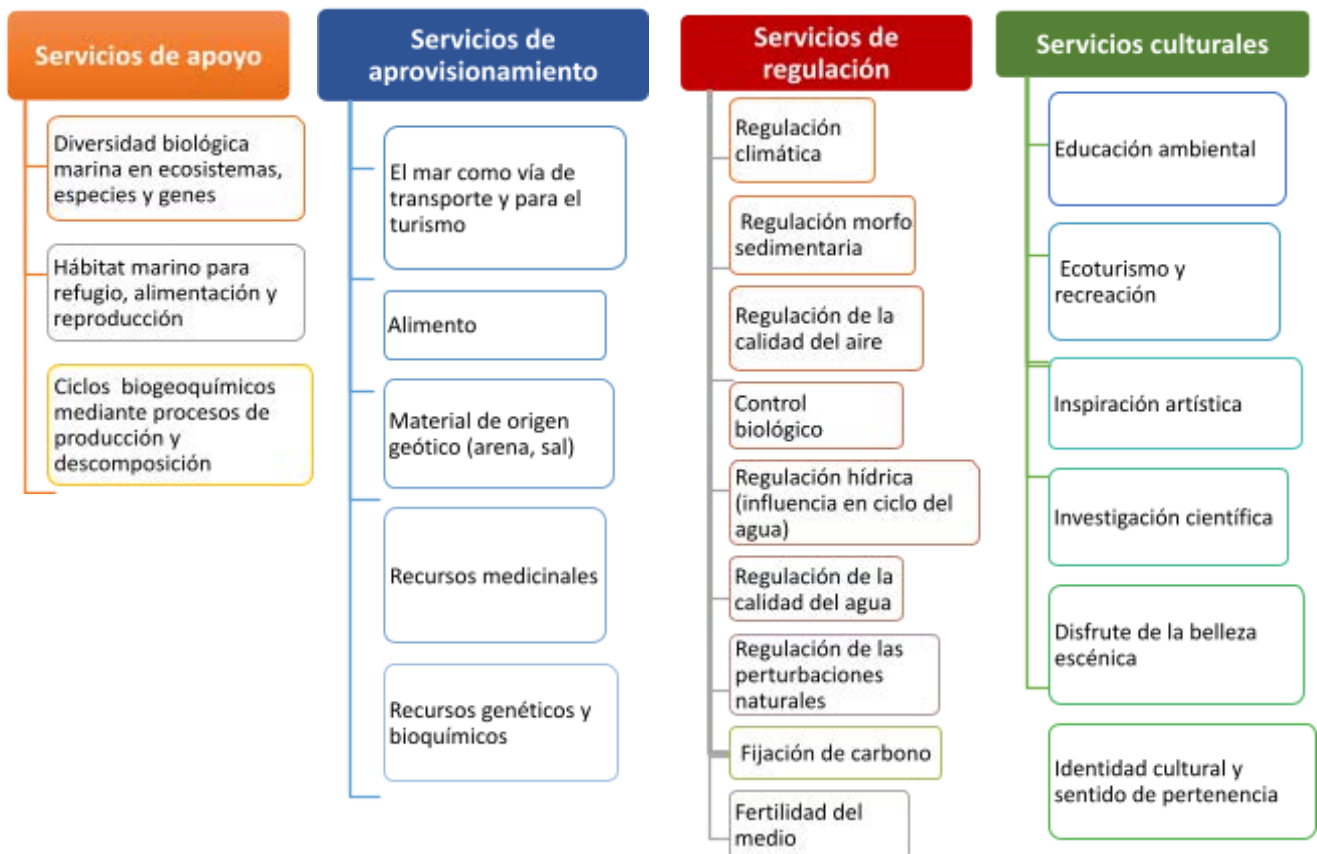 Servicios de apoyo
Diversidad biológica
marina en ecosistemas,
especies y genes
Hábitat marino para
refugio, alimentación y
reproducción
Ciclos biogeoquímicos
mediante procesos de
producción y
descomposición
Servicios de
aprovisionamiento
El mar como vía de
transporte y para el
turismo
Alimento
Material de origen
geótico (arena, sal)
Recursos medicinales
Recursos genéticos y
bioquímicos
Servicios de
regulación
Regulación
climática
Regulación morfo
sedimentaria
Regulación de la
calidad del aire
Control
biológico
Regulación hídrica
(influencia en ciclo del
agua)
Regulación de la
calidad del agua
Regulación de las
perturbaciones
naturales
Fijación de carbono
Fertilidad del
medio
Servicios culturales
Educación ambiental
Ecoturismo y
recreación
Inspiración artística
Investigación científica
Disfrute de la belleza
escénica
Identidad cultural y
sentido de pertenencia